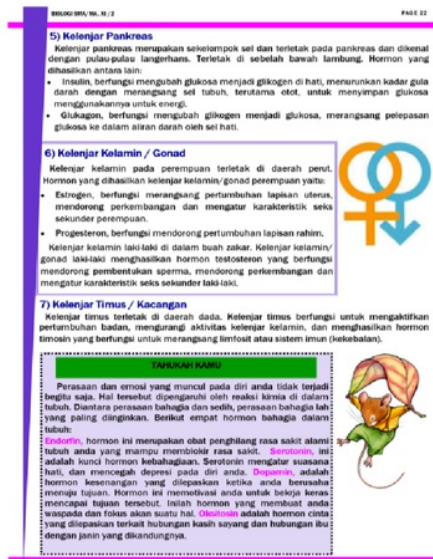 BIOLOGI SMA/ MA, XI / 2
PAGE 22
5) Kelenjar Pankreas
Kelenjar pankreas merupakan sekelompok sel dan terletak pada pankreas dan dikenal
dengan pulau-pulau langerhans. Terletak di sebelah bawah lambung. Hormon yang
dihasilkan antara lain:
• Insulin, berfungsi mengubah glukosa menjadi glikogen di hati, menurunkan kadar gula
darah dengan merangsang sel tubuh, terutama otot, untuk menyimpan glukosa
menggunakannya untuk energi.
• Glukagon, berfungsi mengubah glikogen menjadi glukosa, merangsang pelepasan
glukosa ke dalam aliran darah oleh sel hati.
6) Kelenjar Kelamin / Gonad
Kelenjar kelamin pada perempuan terletak di daerah perut.
Hormon yang dihasilkan kelenjar kelamin/gonad perempuan yaitu:
• Estrogen, berfungsi merangsang pertumbuhan lapisan uterus,
mendorong perkembangan dan mengatur karakteristik seks
sekunder perempuan.
• Progesteron, berfungsi mendorong pertumbuhan lapisan rahim.
Kelenjar kelamin laki-laki di dalam buah zakar. Kelenjar kelamin/
gonad laki-laki menghasilkan hormon testosteron yang berfungsi
mendorong pembentukan sperma, mendorong perkembangan dan
mengatur karakteristik seks sekunder laki-laki.
7) Kelenjar Timus / Kacangan
Kelenjar timus terletak di daerah dada. Kelenjar timus berfungsi untuk mengaktifkan
pertumbuhan badan, mengurangi aktivitas kelenjar kelamin, dan menghasilkan hormon
timosin yang berfungsi untuk merangsang limfosit atau sistem imun (kekebalan).
TAHUKAH KAMU
Perasaan dan emosi yang muncul pada diri anda tidak terjadi
begitu saja. Hal tersebut dipengaruhi oleh reaksi kimia di dalam
tubuh. Diantara perasaan bahagia dan sedih, perasaan bahagia lah
yang paling diinginkan. Berikut empat hormon bahagia dalam
tubuh:
Endorfin, hormon ini merupakan obat penghilang rasa sakit alami
tubuh anda yang mampu memblokir rasa sakit. Serotonin, ini
adalah kunci hormon kebahagiaan. Serotonin mengatur suasana
hati, dan mencegah depresi pada diri anda. Dopamin, adalah
hormon kesenangan yang dilepaskan ketika anda berusaha
menuju tujuan. Hormon ini memotivasi anda untuk bekrja keras
mencapai tujuan tersebut. Inilah hormon yang membuat anda
waspada dan fokus akan suatu hal. Oksitosin adalah hormon cinta
yang dilepaskan terkait hubungan kasih sayang dan hubungan ibu
dengan janin yang dikandungnya.